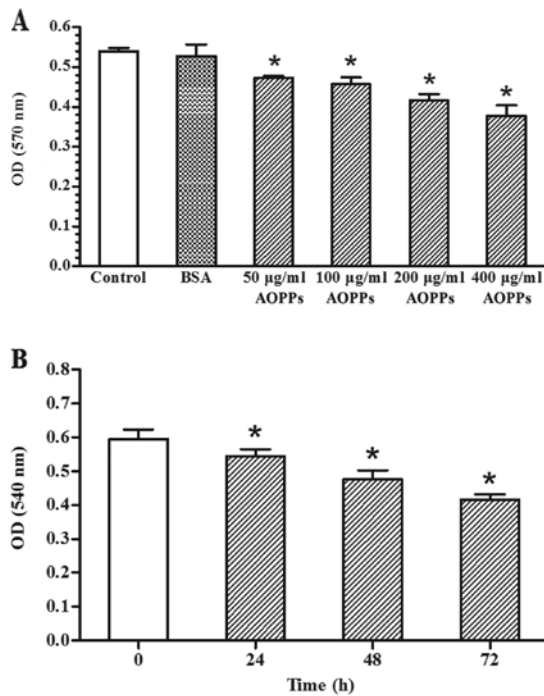 A
OD (570 nm)
0.6
0.5
0.4
0.3
0.2
0.1
0.0
* * * *
Control BSA 50 µg/ml 100 µg/ml 200 µg/ml 400 µg/ml
AOPPs AOPPs AOPPs AOPPs
B
OD (540 nm)
0.8
0.7
0.6
0.5
0.4
0.3
0.2
0.1
0.0
* * *
0 24 48 72
Time (h)